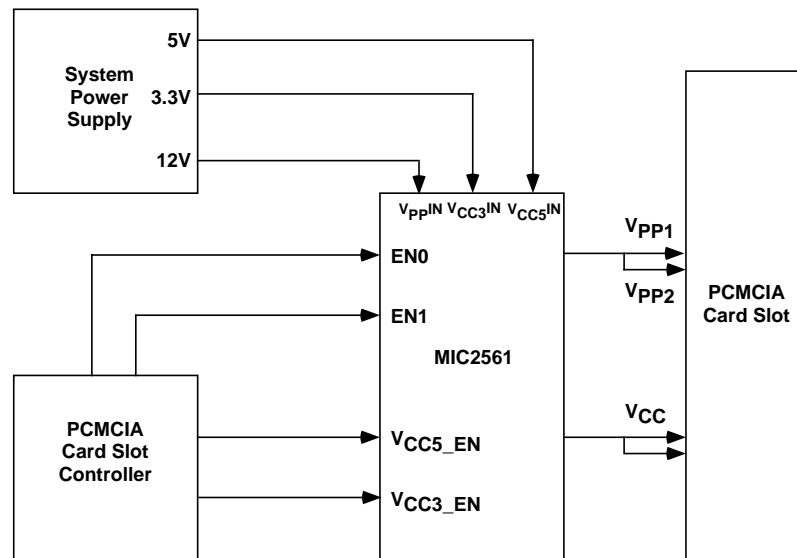 System
Power
Supply
5V
3.3V
12V
VPPIN VCC3IN VCC5IN
EN0
EN1
MIC2561
VCC5_EN
VCC3_EN
PCMCIA
Card Slot
Controller
VPP1
VPP2
VCC
PCMCIA
Card Slot